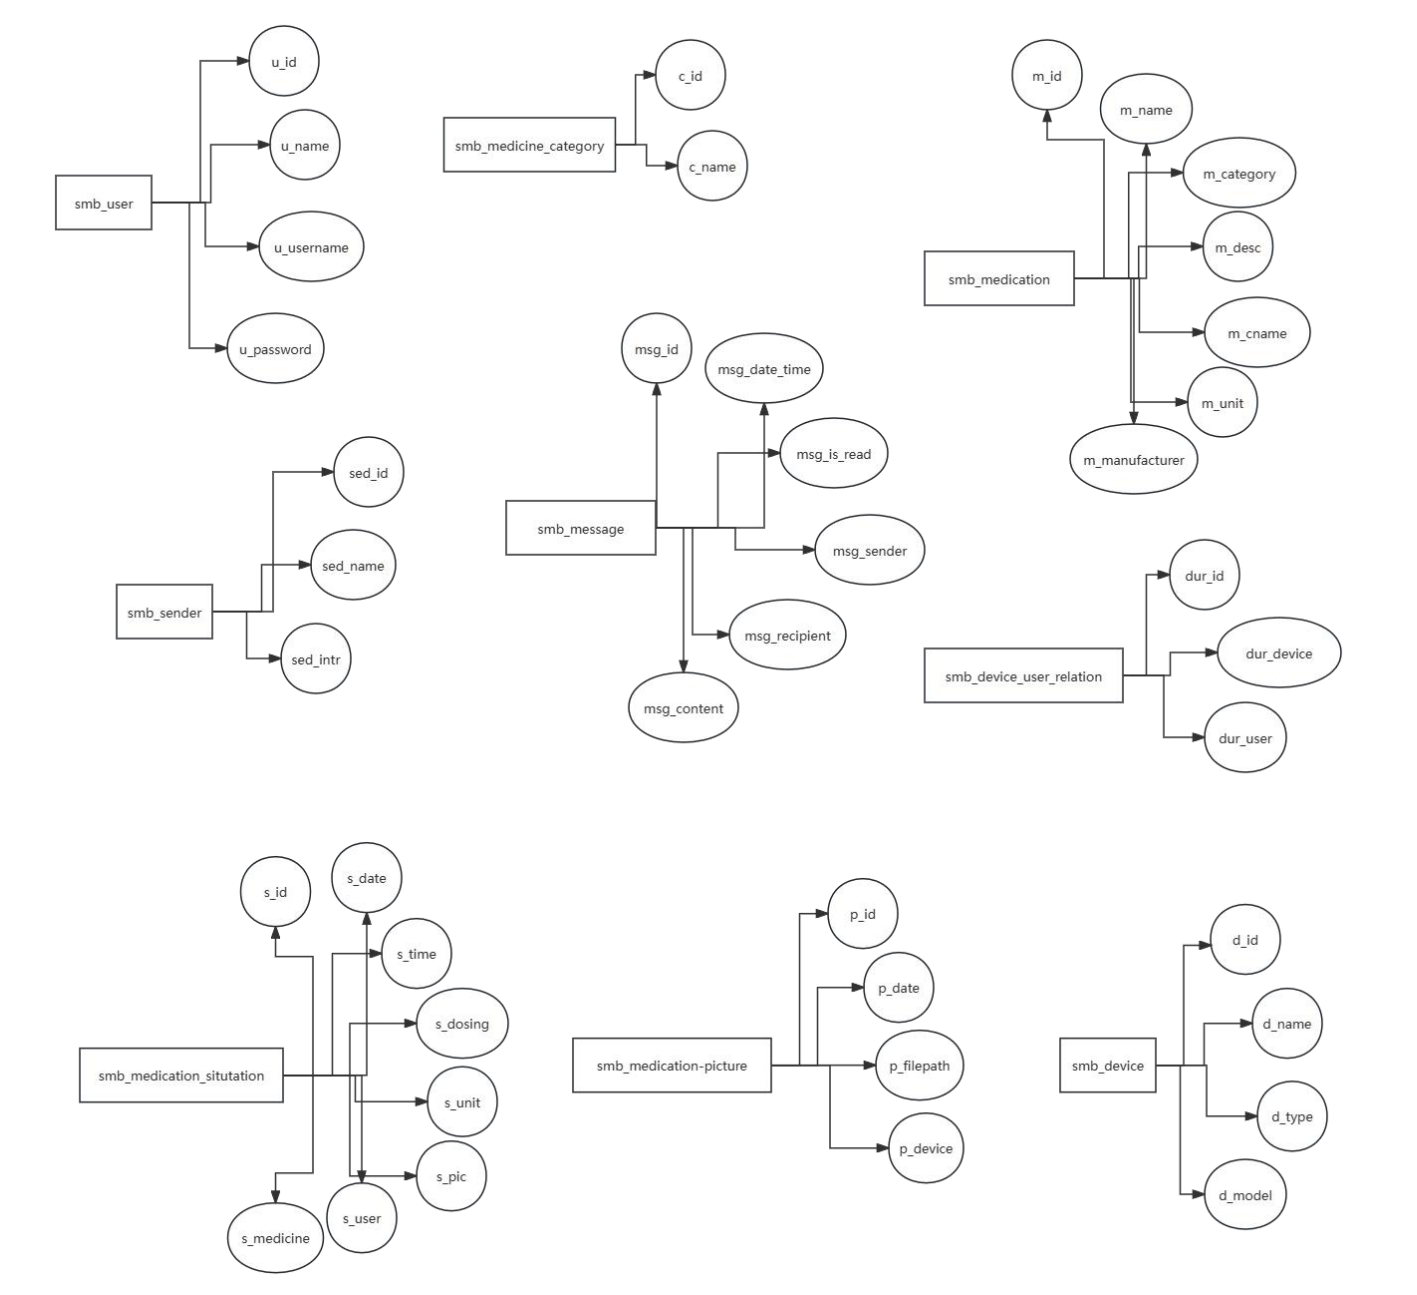 smb_user
u_id
u_name
u_username
u_password
smb_medicine_category
c_id
c_name
smb_medication
m_id
m_name
m_category
m_desc
m_cname
m_unit
m_manufacturer
smb_sender
sed_id
sed_name
sed_intr
smb_message
msg_id
msg_date_time
msg_is_read
msg_sender
msg_recipient
msg_content
smb_device_user_relation
dur_id
dur_device
dur_user
smb_medication_situtation
s_id
s_date
s_time
s_dosing
s_unit
s_pic
s_user
s_medicine
smb_medication-picture
p_id
p_date
p_filepath
p_device
smb_device
d_id
d_name
d_type
d_model